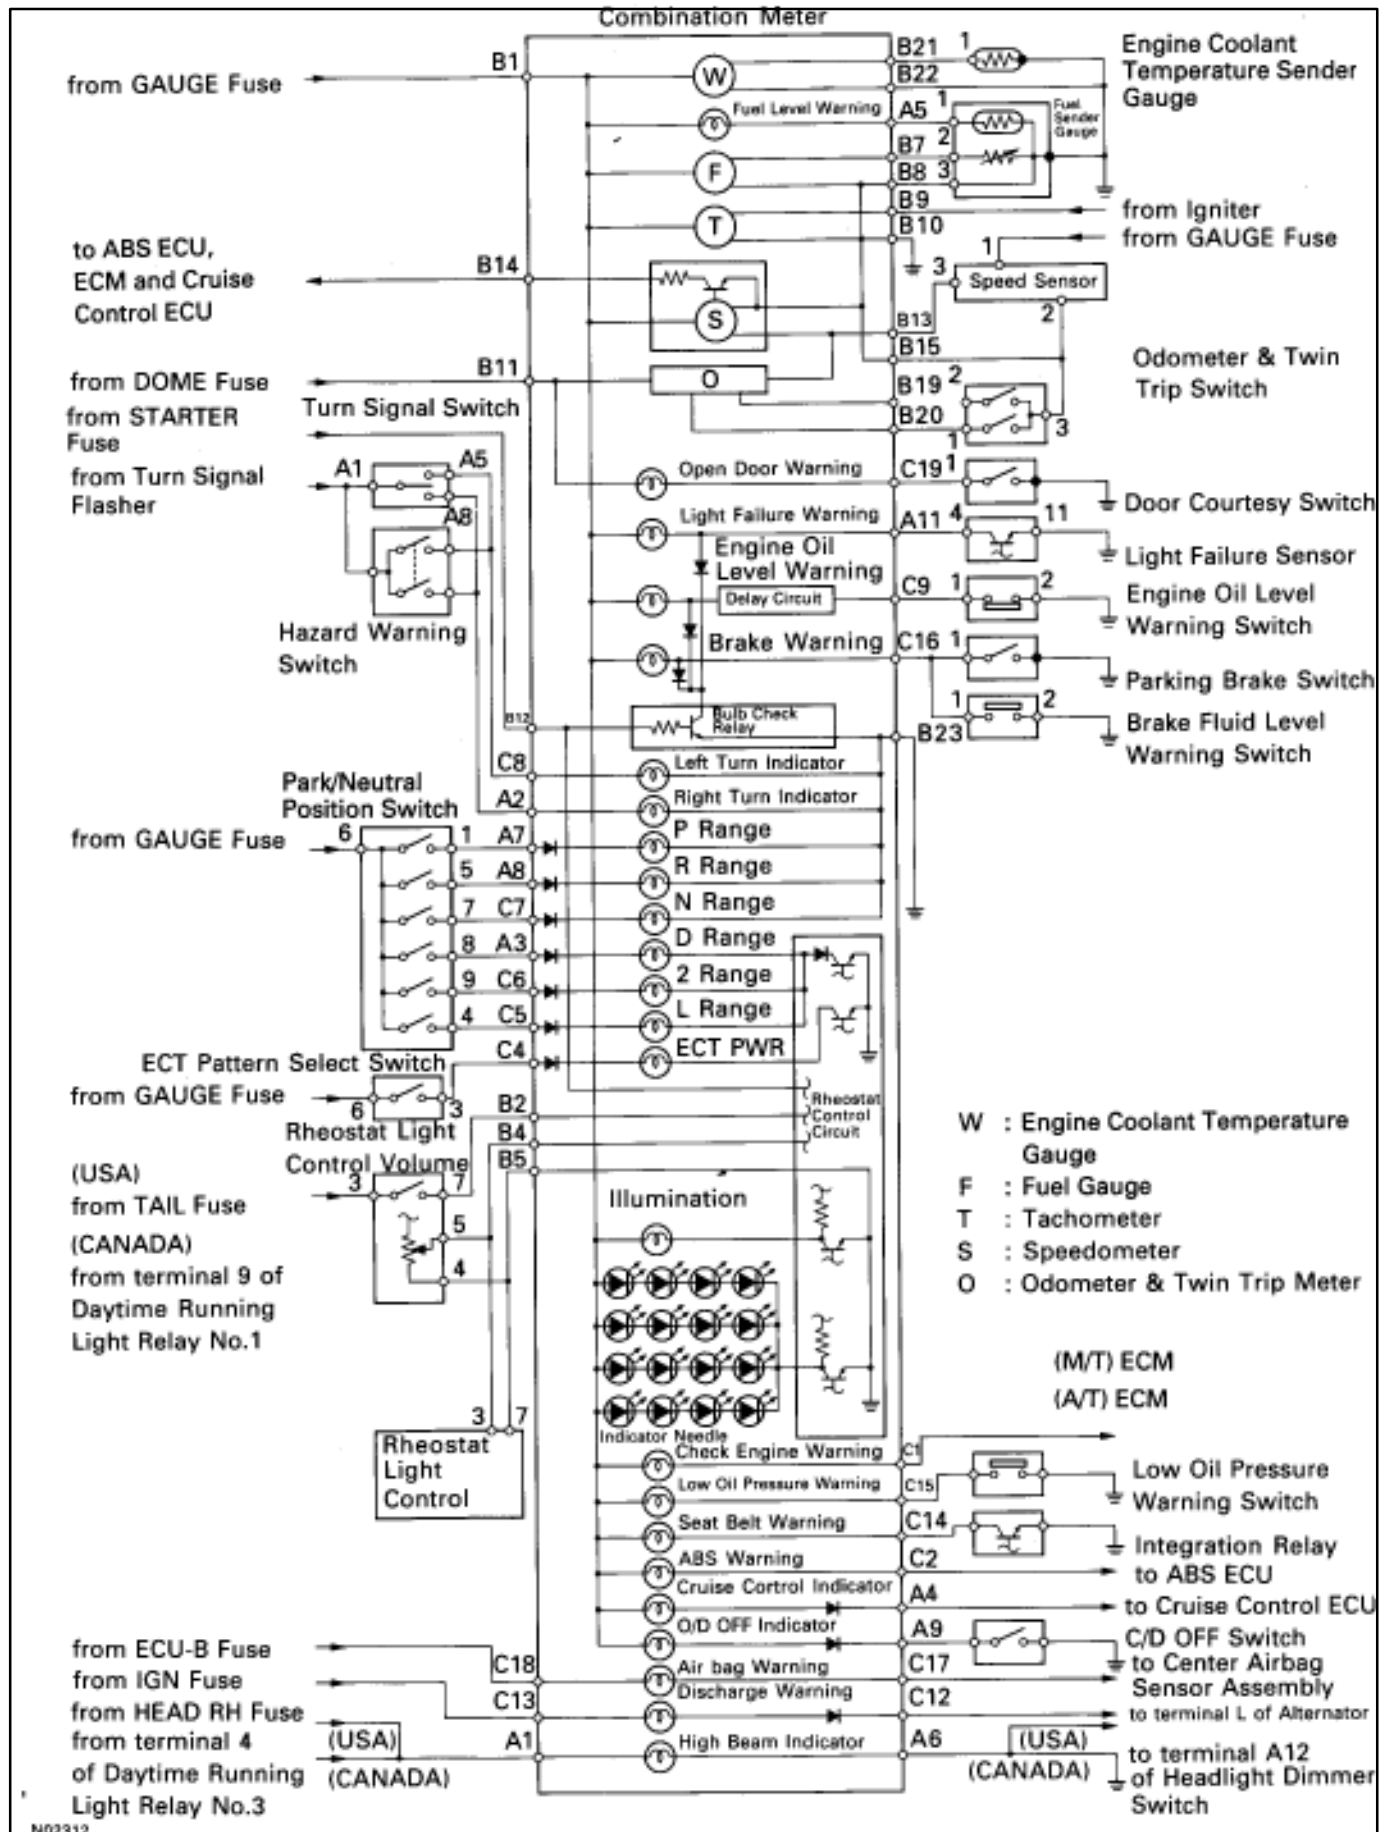 Combination Meter
from GAUGE Fuse
B1
W
B21
1
B22
Engine Coolant
Temperature Sender
Gauge
Fuel Level Warning
A5
1
Fuel
Sender
Gauge
F
B7
2
B8
3
T
B9
from Igniter
B10
from GAUGE Fuse
1
to ABS ECU,
ECM and Cruise
Control ECU
B14
S
3
Speed Sensor
2
B13
B15
Odometer & Twin
Trip Switch
from DOME Fuse
B11
O
B19
2
B20
1
3
Turn Signal Switch
from STARTER
Fuse
from Turn Signal
Flasher
A1
A5
A8
Open Door Warning
C19
1
Door Courtesy Switch
Light Failure Warning
A11
4
11
Light Failure Sensor
Engine Oil
Level Warning
Delay Circuit
C9
1
2
Engine Oil Level
Warning Switch
Hazard Warning
Switch
Brake Warning
C16
1
Parking Brake Switch
B12
Bulb Check
Relay
B23
1
2
Brake Fluid Level
Warning Switch
C8
Left Turn Indicator
Park/Neutral
Position Switch
A2
Right Turn Indicator
from GAUGE Fuse
6
1
A7
P Range
5
A8
R Range
7
C7
N Range
8
A3
D Range
9
C6
2 Range
4
C5
L Range
ECT Pattern Select Switch
C4
ECT PWR
from GAUGE Fuse
6
3
B2
Rheostat
Control
Circuit
Rheostat Light
Control Volume
B4
B5
W : Engine Coolant Temperature
Gauge
F : Fuel Gauge
T : Tachometer
S : Speedometer
O : Odometer & Twin Trip Meter
(USA)
from TAIL Fuse
3
7
Illumination
5
(CANADA)
from terminal 9 of
Daytime Running
Light Relay No.1
4
(M/T) ECM
(A/T) ECM
3
7
Rheostat
Light
Control
Indicator Needle
Check Engine Warning
C1
Low Oil Pressure Warning
C15
Low Oil Pressure
Warning Switch
Seat Belt Warning
C14
Integration Relay
ABS Warning
C2
to ABS ECU
Cruise Cortrol Indicator
A4
to Cruise Control ECU
O/D OFF Indicator
A9
C/D OFF Switch
from ECU-B Fuse
C18
Air bag Warning
C17
to Center Airbag
Sensor Assembly
from IGN Fuse
C13
Discharge Warning
C12
to terminal L of Alternator
from HEAD RH Fuse
from terminal 4
of Daytime Running
Light Relay No.3
(USA)
(CANADA)
A1
High Beam Indicator
A6
(USA)
(CANADA)
to terminal A12
of Headlight Dimmer
Switch
N02312